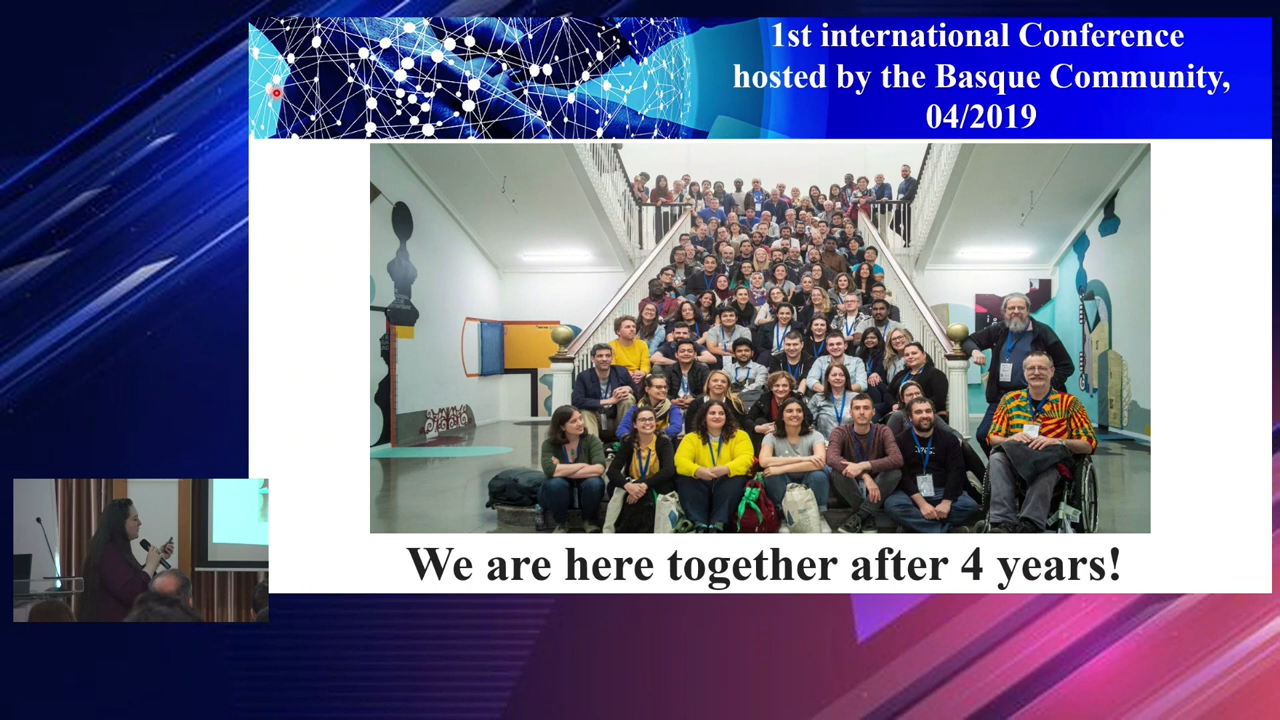 1st international Conference
hosted by the Basque Community,
04/2019
We are here together after 4 years!